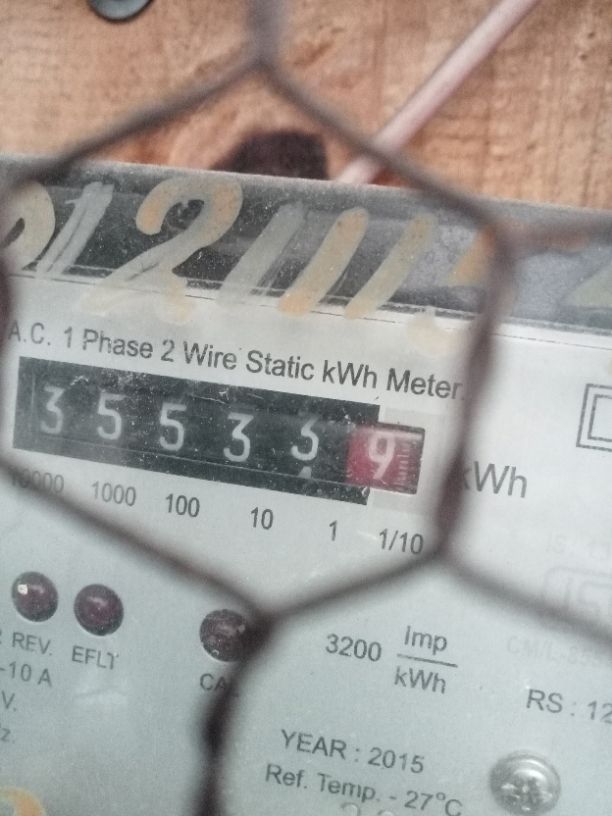 A.C. 1 Phase 2 Wire Static kWh Meter.
3 5 5 3 3 9 kWh
10000 1000 100 10 1 1/10
REV. EFLT
3200 Imp/kWh
-10 A
V.
RS : 12
YEAR : 2015
Ref. Temp. - 27°C